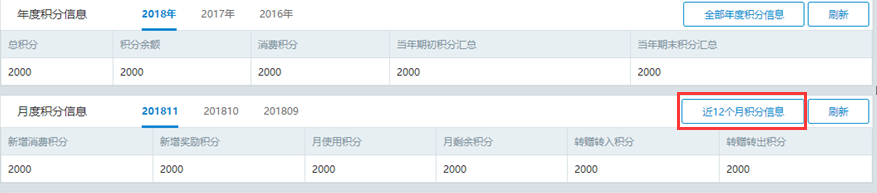 年度积分信息 2018年 2017年 2016年 全部年度积分信息 刷新
总积分 积分余额 消费积分 当年期初积分汇总 当年期末积分汇总
2000 2000 2000 2000 2000
月度积分信息 201811 201810 201809 近12个月积分信息 刷新
新增消费积分 新增奖励积分 月使用积分 月剩余积分 转赠转入积分 转赠转出积分
2000 2000 2000 2000 2000 2000